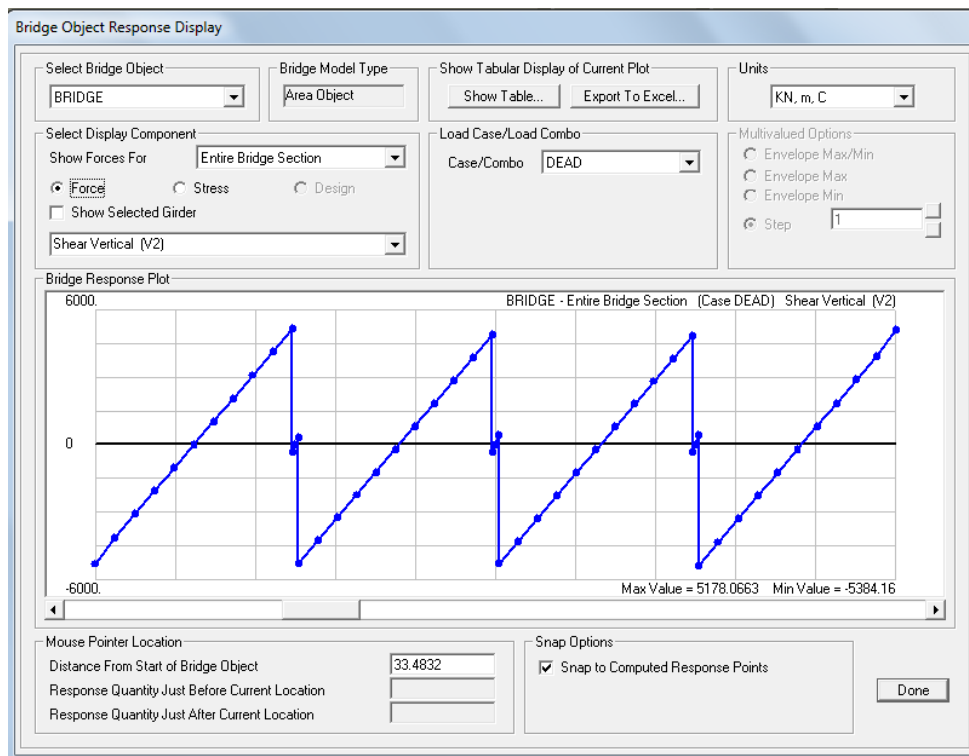 Bridge Object Response Display
Select Bridge Object
BRIDGE
Bridge Model Type
Area Object
Show Tabular Display of Current Plot
Show Table...
Export To Excel...
Units
KN, m, C
Select Display Component
Show Forces For
Entire Bridge Section
Force
Stress
Design
Show Selected Girder
Shear Vertical (V2)
Load Case/Load Combo
Case/Combo
DEAD
Multivalued Options
Envelope Max/Min
Envelope Max
Envelope Min
Step
1
Bridge Response Plot
6000.
BRIDGE - Entire Bridge Section (Case DEAD) Shear Vertical (V2)
0
-6000.
Max Value = 5178.0663 Min Value = -5384.16
Mouse Pointer Location
Distance From Start of Bridge Object
33.4832
Response Quantity Just Before Current Location
Response Quantity Just After Current Location
Snap Options
Snap to Computed Response Points
Done